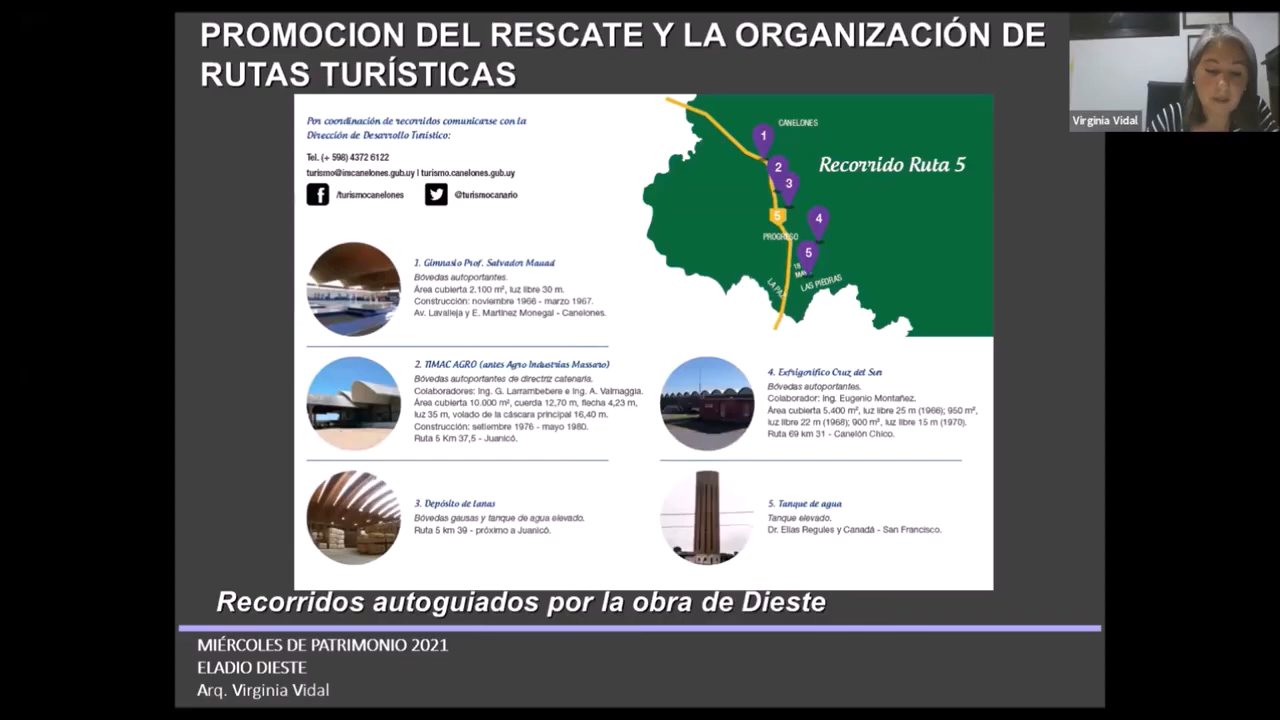 PROMOCION DEL RESCATE Y LA ORGANIZACIÓN DE
RUTAS TURÍSTICAS
Virginia Vidal
Por coordinación de recorridos comunicarse con la
Dirección de Desarrollo Turístico:
Tel. (+ 598) 4372 6122
turismo@imcanelones.gub.uy | turismo.canelones.gub.uy
/turismocanelones
@turismocanario
CANELONES
1
2
3
Recorrido Ruta 5
5
4
PROGRESO
5
18
MAY
LA PAZ
LAS PIEDRAS
1. Gimnasio Prof. Salvador Mauad
Bóvedas autoportantes.
Área cubierta 2.100 m², luz libre 30 m.
Construcción: noviembre 1966 - marzo 1967.
Av. Lavalleja y E. Martínez Monegal - Canelones.
2. TIMAC AGRO (antes Agro Industrias Massaro)
Bóvedas autoportantes de directriz catenaria.
Colaboradores: Ing. G. Larrambebere e Ing. A. Valmaggia.
Área cubierta 10.000 m², cuerda 12,70 m, flecha 4,23 m,
luz 35 m, volado de la cáscara principal 16,40 m.
Construcción: setiembre 1976 - mayo 1980.
Ruta 5 Km 37,5 - Juanicó.
3. Depósito de Lanas
Bóvedas gausas y tanque de agua elevado.
Ruta 5 km 39 - próximo a Juanicó.
4. Exfrigorífico Cruz del Sur
Bóvedas autoportantes.
Colaborador: Ing. Eugenio Montañez.
Área cubierta 5.400 m², luz libre 25 m (1966); 950 m²,
luz libre 22 m (1968); 900 m², luz libre 15 m (1970).
Ruta 69 km 31 - Canelón Chico.
5. Tanque de agua
Tanque elevado.
Dr. Elías Regules y Canadá - San Francisco.
Recorridos autoguiados por la obra de Dieste
MIÉRCOLES DE PATRIMONIO 2021
ELADIO DIESTE
Arq. Virginia Vidal